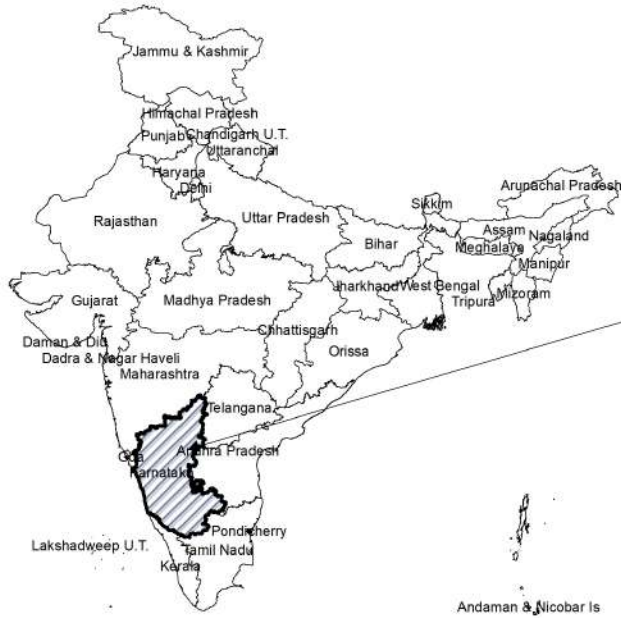 Jammu & Kashmir
Himachal Pradesh
Punjab
Chandigarh U.T.
Uttaranchal
Haryana
Delhi
Arunachal Pradesh
Sikkim
Rajasthan
Uttar Pradesh
Assam
Nagaland
Bihar
Meghalaya
Manipur
Jharkhand
West Bengal
Tripura
Mizoram
Gujarat
Madhya Pradesh
Chhattisgarh
Daman & Diu
Dadra & Nagar Haveli
Orissa
Maharashtra
Telangana
Goa
Andhra Pradesh
Karnataka
Pondicherry
Lakshadweep U.T.
Tamil Nadu
Kerala
Andaman & Nicobar Is